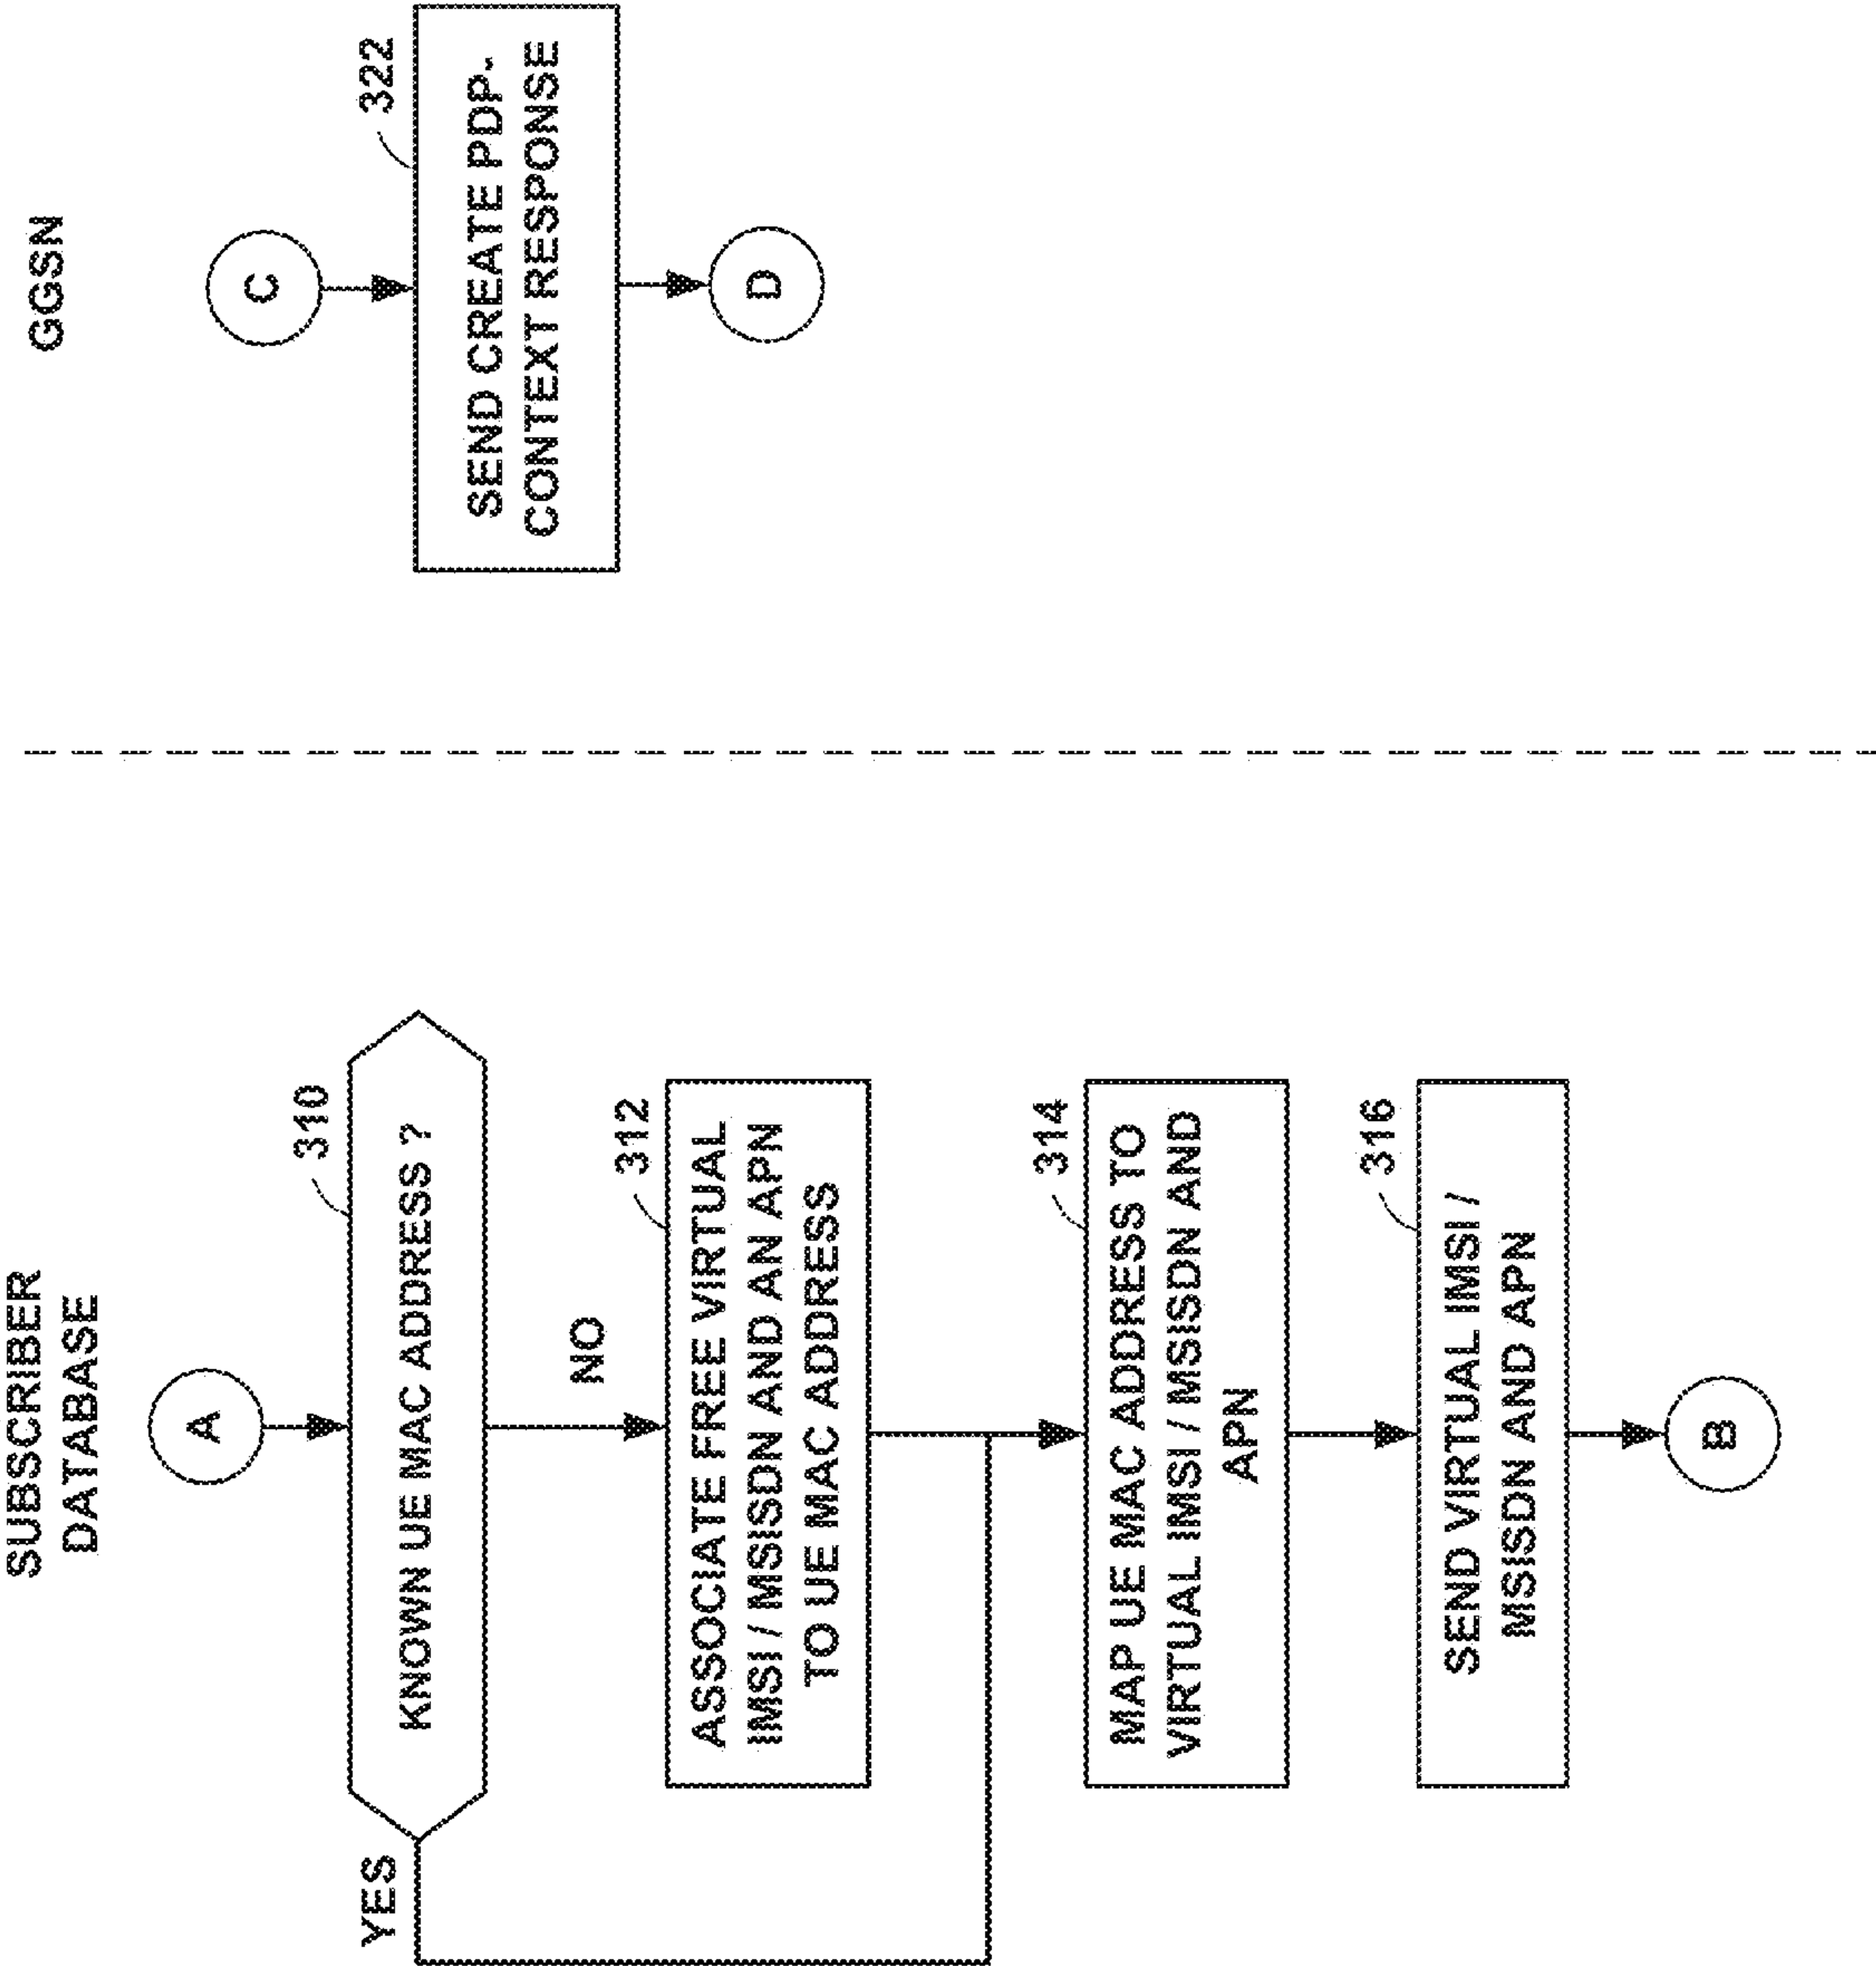 SUBSCRIBER
DATABASE
A
310
KNOWN UE MAC ADDRESS ?
YES
NO
312
ASSOCIATE FREE VIRTUAL
IMSI / MSISDN AND AN APN
TO UE MAC ADDRESS
314
MAP UE MAC ADDRESS TO
VIRTUAL IMSI / MSISDN AND
APN
316
SEND VIRTUAL IMSI /
MSISDN AND APN
B
GGSN
C
322
SEND CREATE PDP-
CONTEXT RESPONSE
D